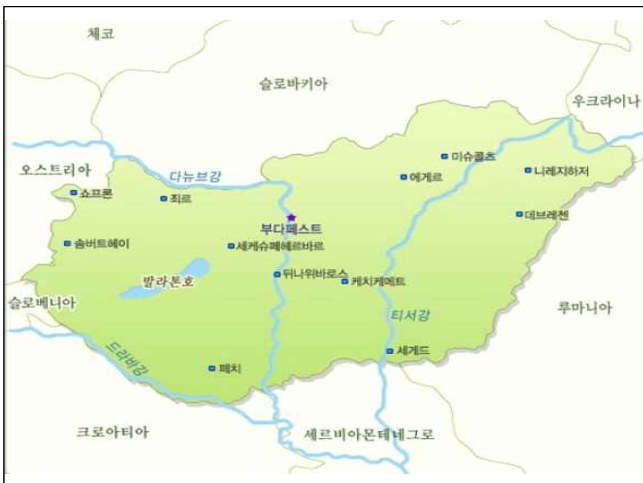 체코
슬로바키아
우크라이나
오스트리아
다뉴브강
미슈콜츠
에게르
니레지하저
쇼프론
죄르
데브레첸
부다페스트
솜버트헤이
세케슈페헤르바르
발라톤호
뒤나위바로스
케치케메트
슬로베니아
티서강
루마니아
드라바강
세게드
페치
크로아티아
세르비아몬테네그로